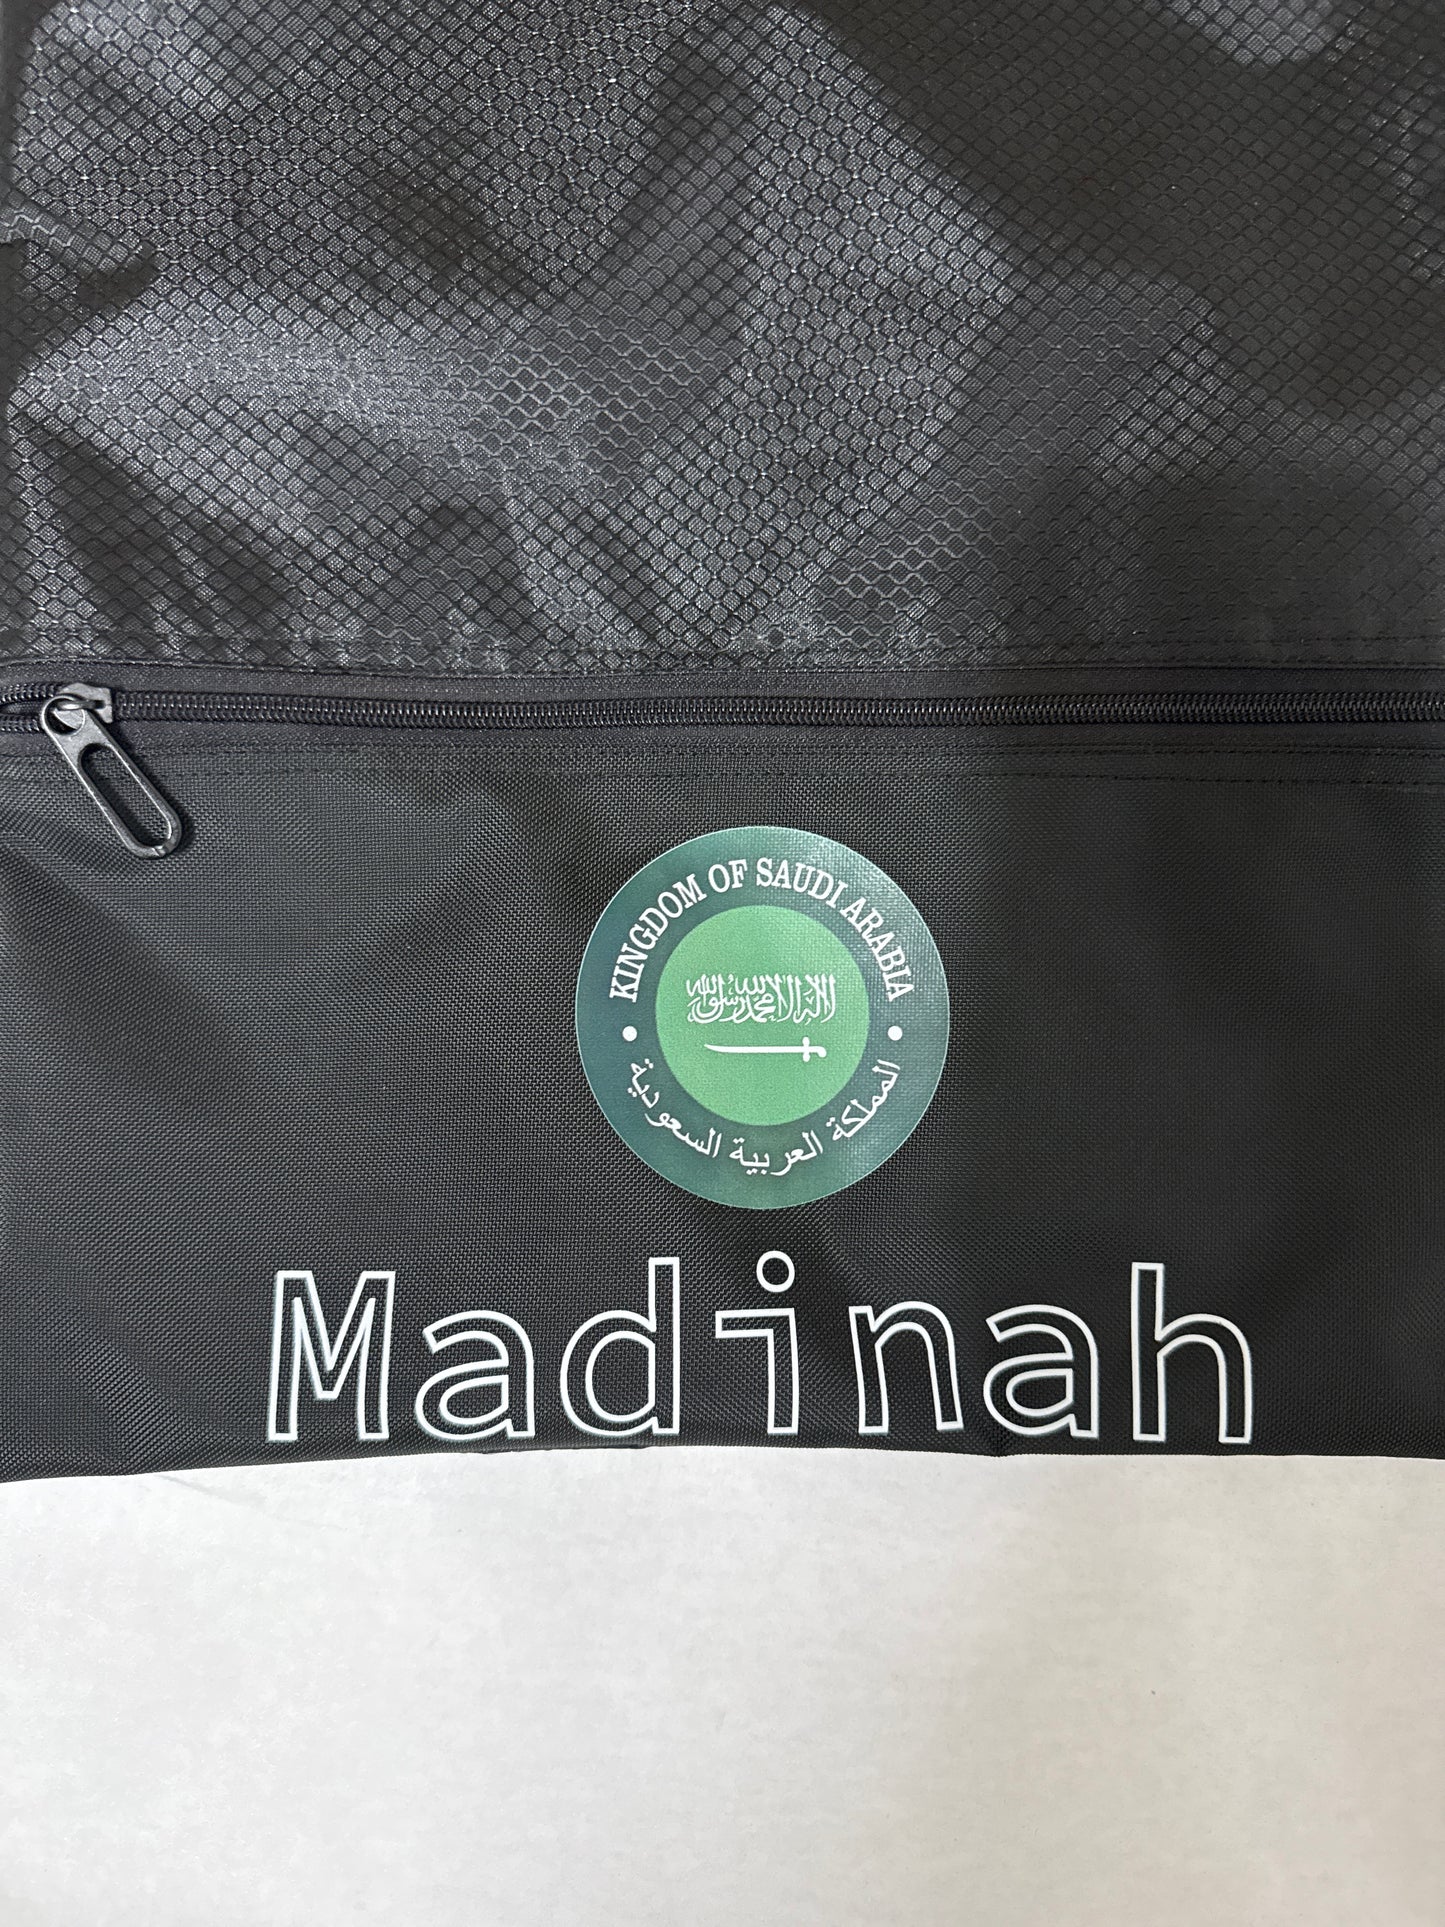 KINGDOM OF SAUDI ARABIA
لا إله إلا الله محمد رسول الله
المملكة العربية السعودية
Madinah